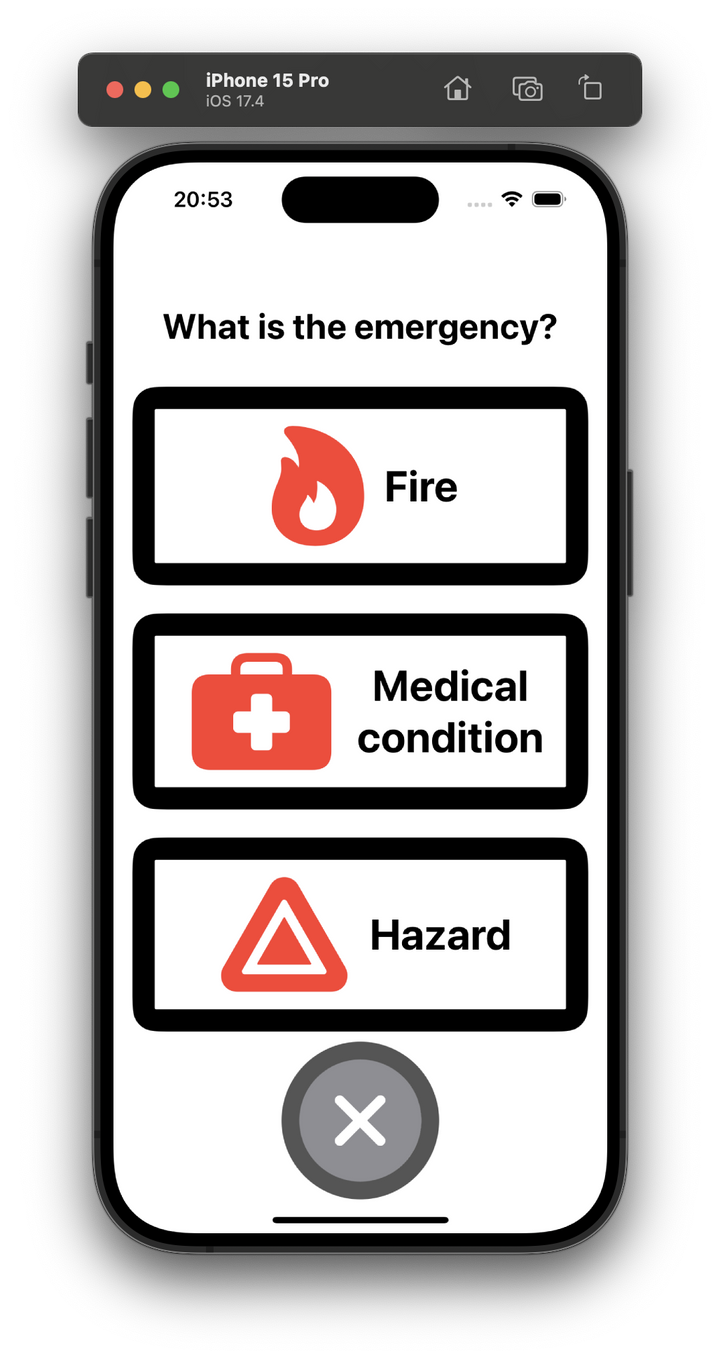 iPhone 15 Pro
iOS 17.4
20:53
What is the emergency?
Fire
Medical
condition
Hazard